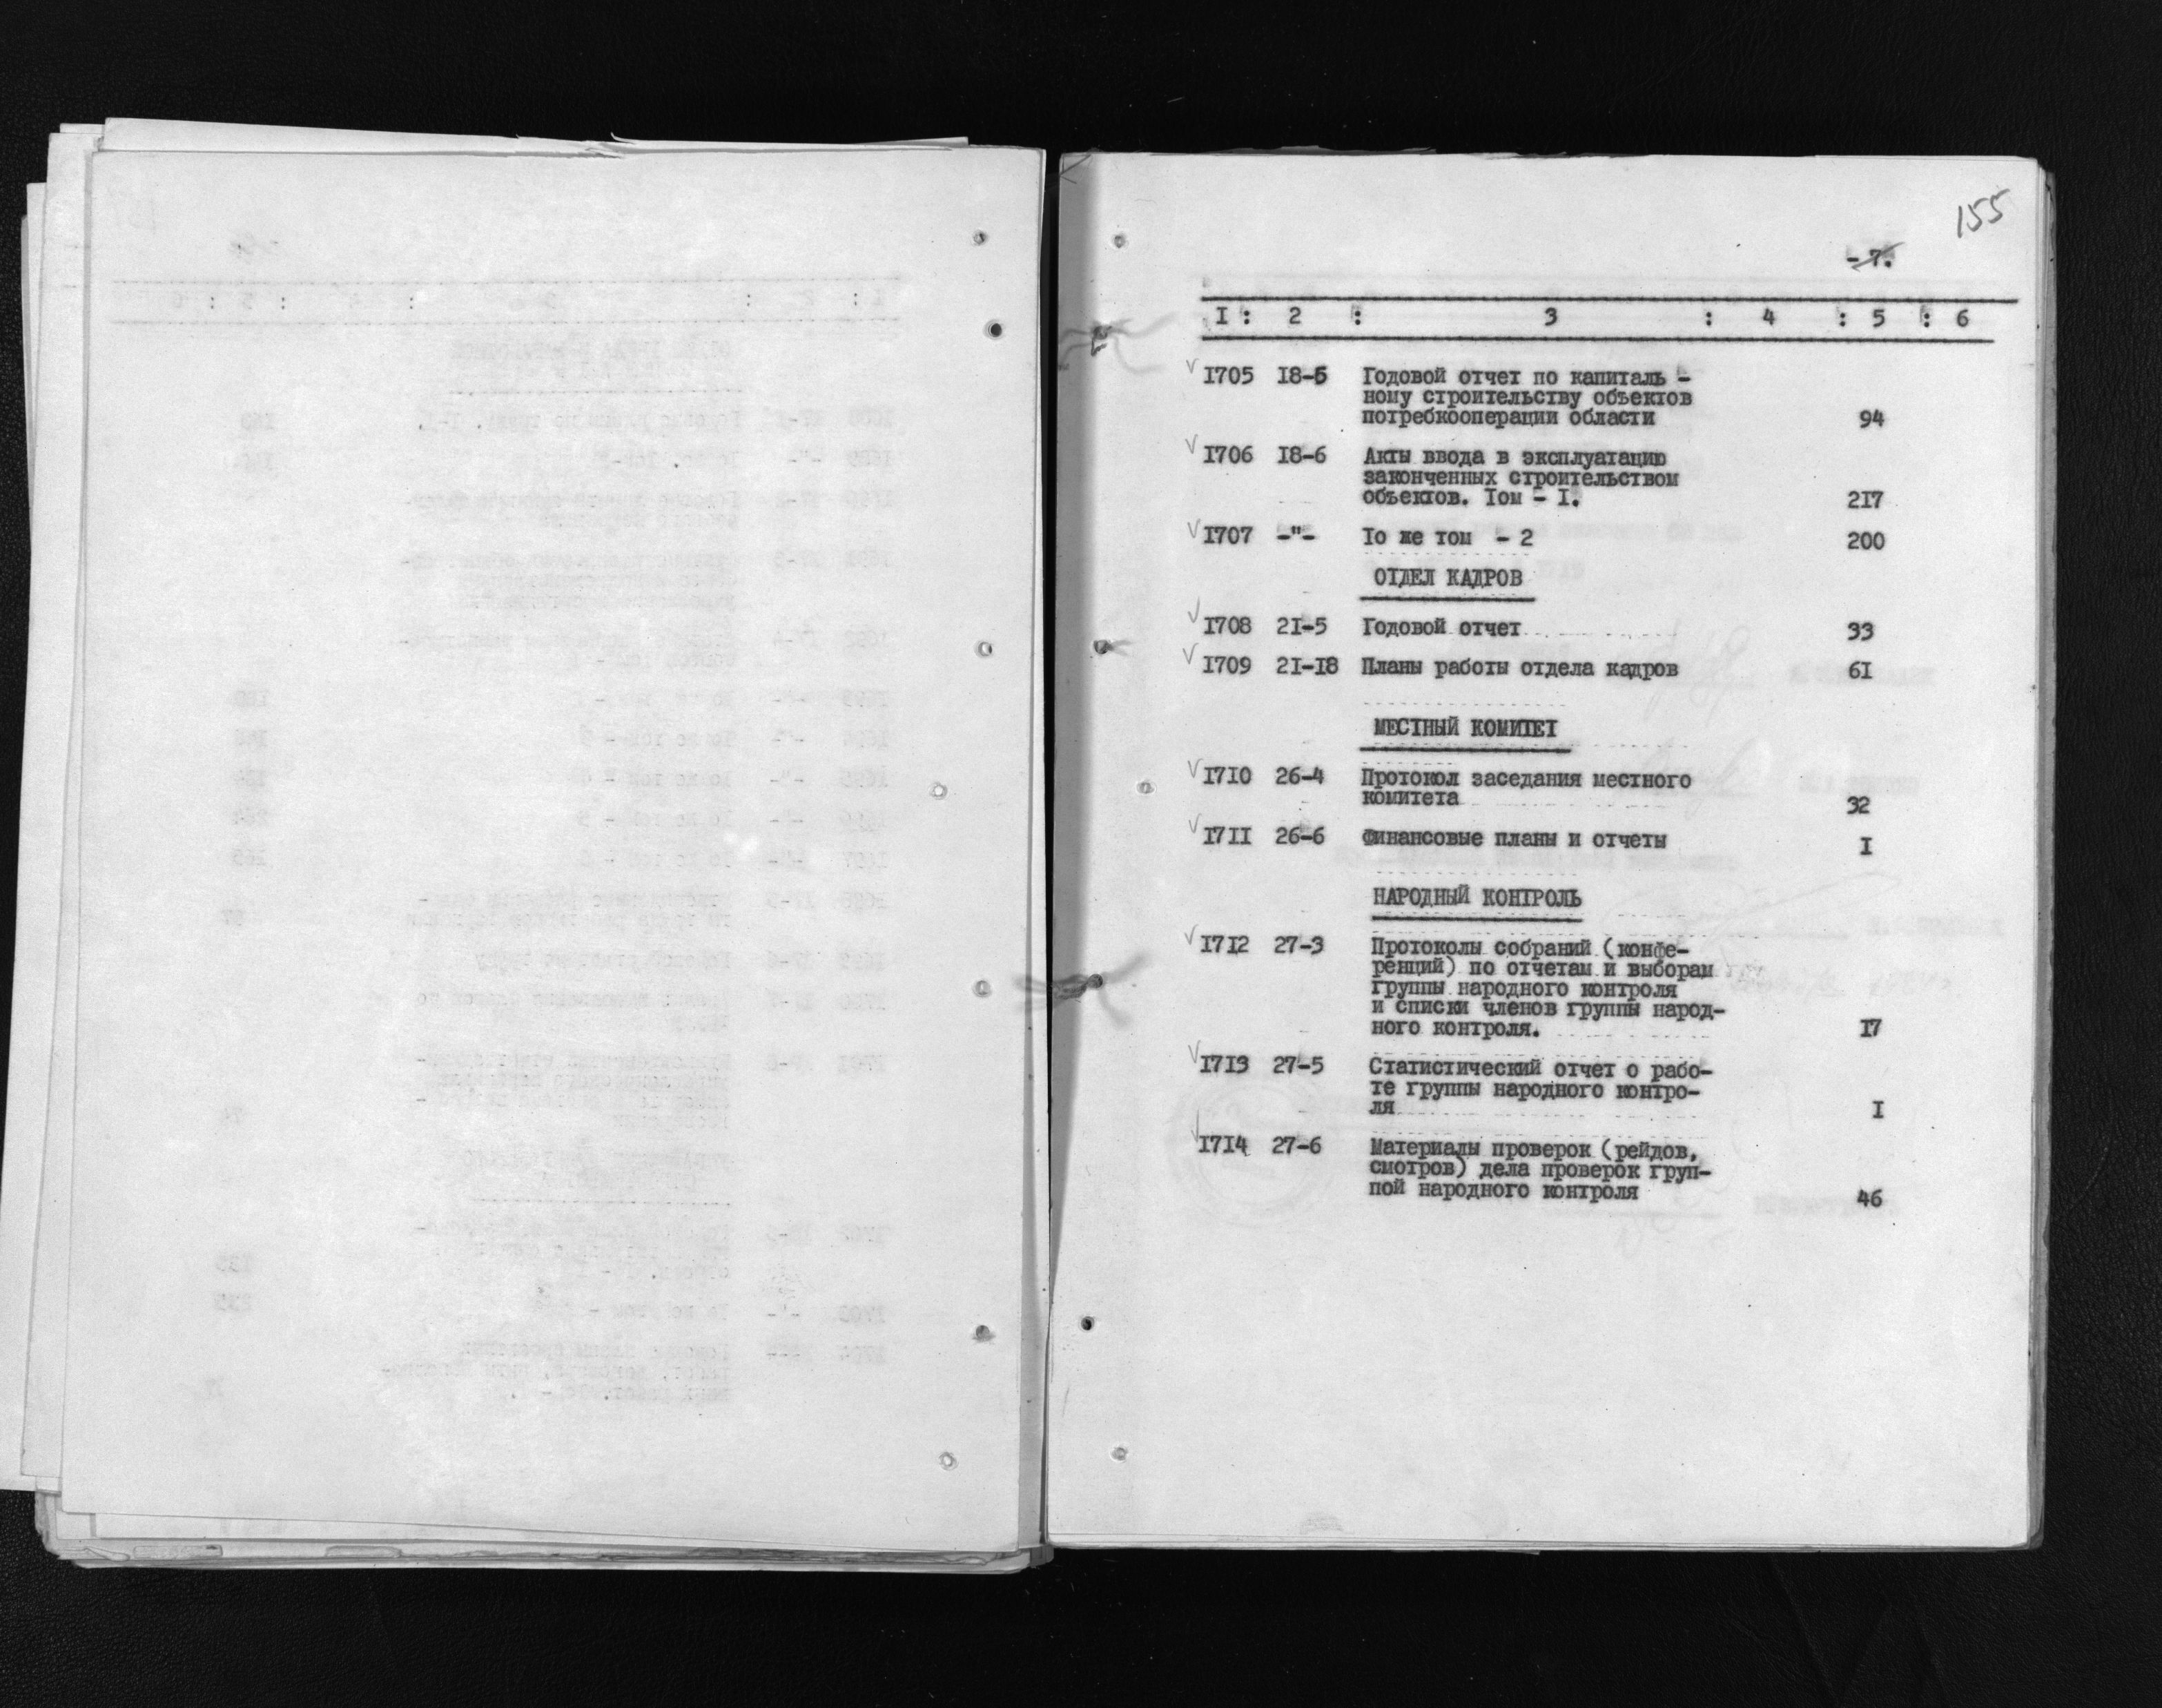 155
- 7.
I : 2 : 3 : 4 : 5 : 6
1705 18-5 Годовой отчет по капиталь -
ному строительству объектов
потребкооперации области 94
1706 18-6 Акты ввода в эксплуатацию
законченных строительством
объектов. Том - I. 217
1707 -"- То же том - 2 200
ОТДЕЛ КАДРОВ
1708 21-5 Годовой отчет 33
1709 21-18 Планы работы отдела кадров 61
МЕСТНЫЙ КОМИТЕТ
1710 26-4 Протокол заседания местного
комитета 32
1711 26-6 Финансовые планы и отчеты I
НАРОДНЫЙ КОНТРОЛЬ
1712 27-3 Протоколы собраний (конфе-
ренций) по отчетам и выборам
группы народного контроля
и списки членов группы народ-
ного контроля. 17
1713 27-5 Статистический отчет о рабо-
те группы народного контро-
ля I
1714 27-6 Материалы проверок (рейдов,
смотров) дела проверок груп-
пой народного контроля 46